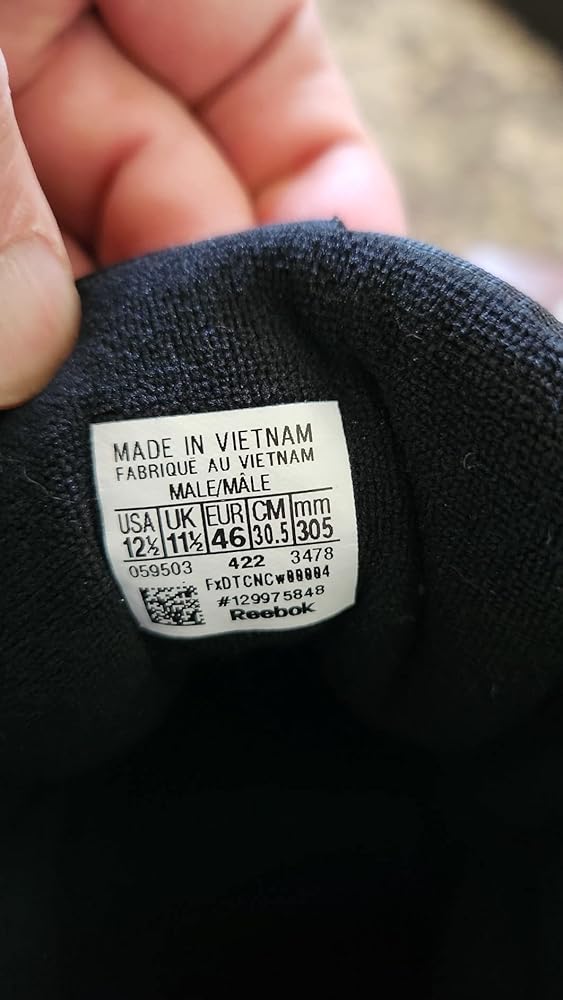 MADE IN VIETNAM
FABRIQUÉ AU VIETNAM
MALE/MÂLE
USA UK EUR CM mm
12½ 11½ 46 30.5 305
059503 422 3478
FxDTCNCw00004
#129975848
Reebok